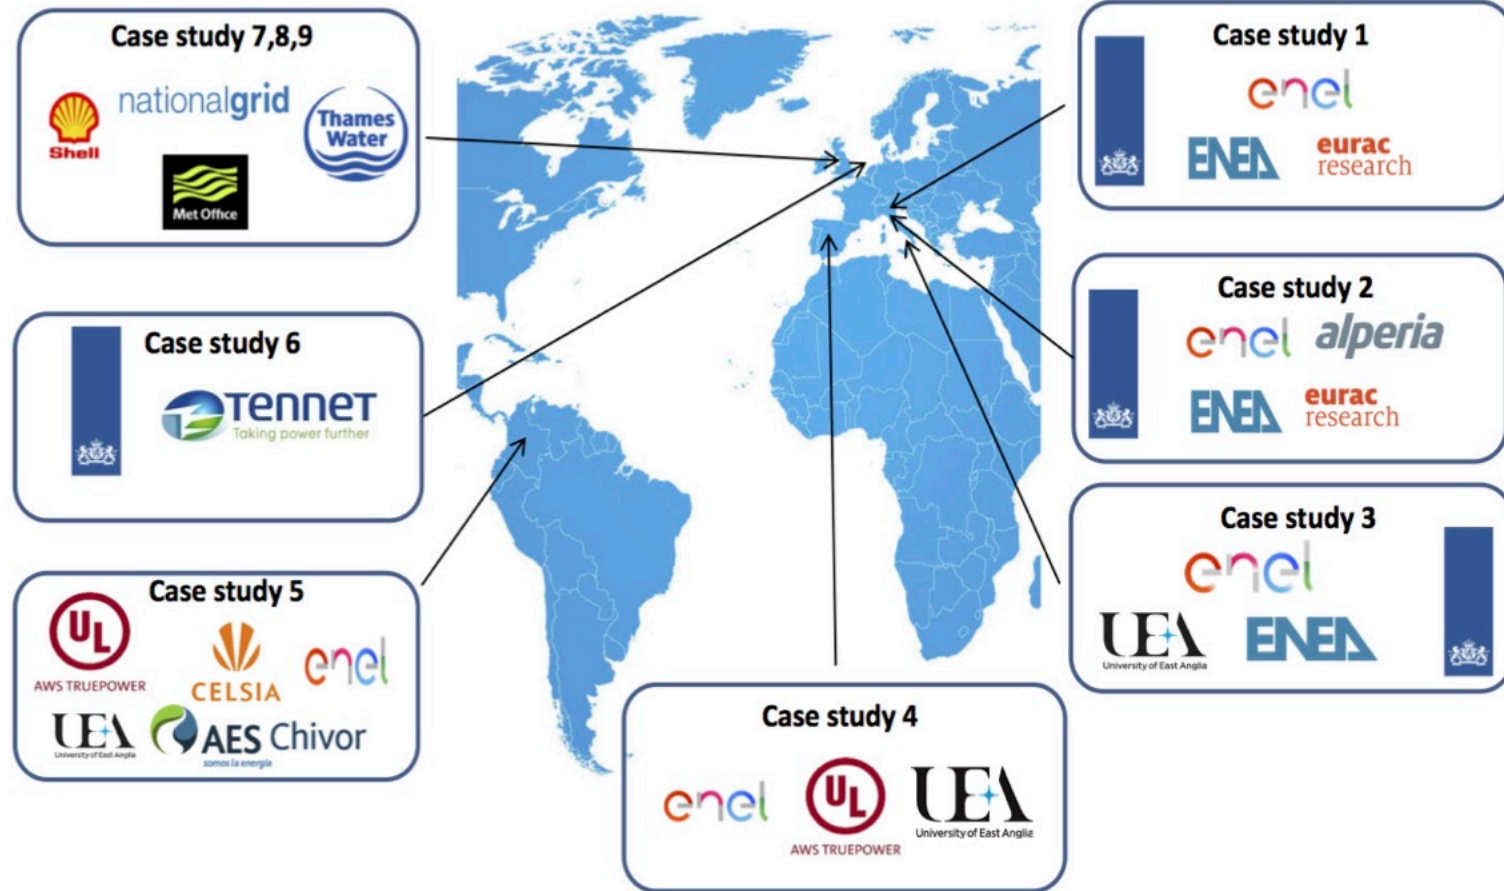 Case study 7,8,9
Shell
nationalgrid
Thames
Water
Met Office
Case study 6
TENNET
Taking power further
Case study 5
UL
AWS TRUEPOWER
CELSIA
enel
UEA
University of East Anglia
AES Chivor
somos la energía
Case study 4
enel
UL
AWS TRUEPOWER
UEA
University of East Anglia
Case study 1
enel
ENEA
eurac
research
Case study 2
enel
alperia
ENEA
eurac
research
Case study 3
enel
UEA
University of East Anglia
ENEA